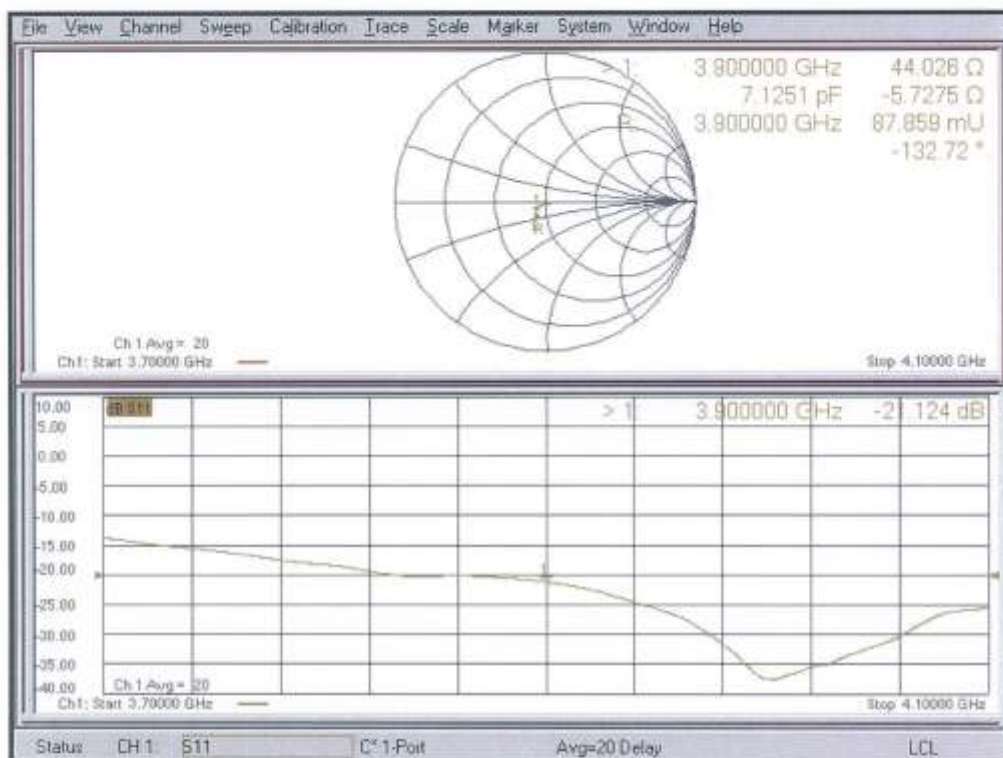 File View Channel Sweep Calibration Trace Scale Marker System Window Help
> 1: 3.900000 GHz 44.026 Ω
7.1251 pF -5.7275 Ω
3.900000 GHz 87.859 mU
-132.72 °
Ch 1 Avg = 20
Ch1: Start 3.70000 GHz
Stop 4.10000 GHz
10.00
5.00
0.00
-5.00
-10.00
-15.00
-20.00
-25.00
-30.00
-35.00
-40.00
dB S11
> 1: 3.900000 GHz -21.124 dB
1
Ch 1 Avg = 20
Ch1: Start 3.70000 GHz
Stop 4.10000 GHz
Status CH 1: S11 C* 1-Port Avg=20 Delay LCL